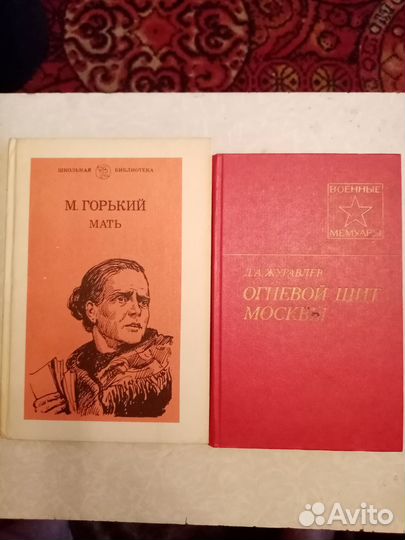 ШКОЛЬНАЯ БИБЛИОТЕКА
М. ГОРЬКИЙ
МАТЬ
ВОЕННЫЕ
МЕМУАРЫ
Д. А. ЖУРАВЛЕВ
ОГНЕВОЙ ЩИТ
МОСКВЫ
Avito